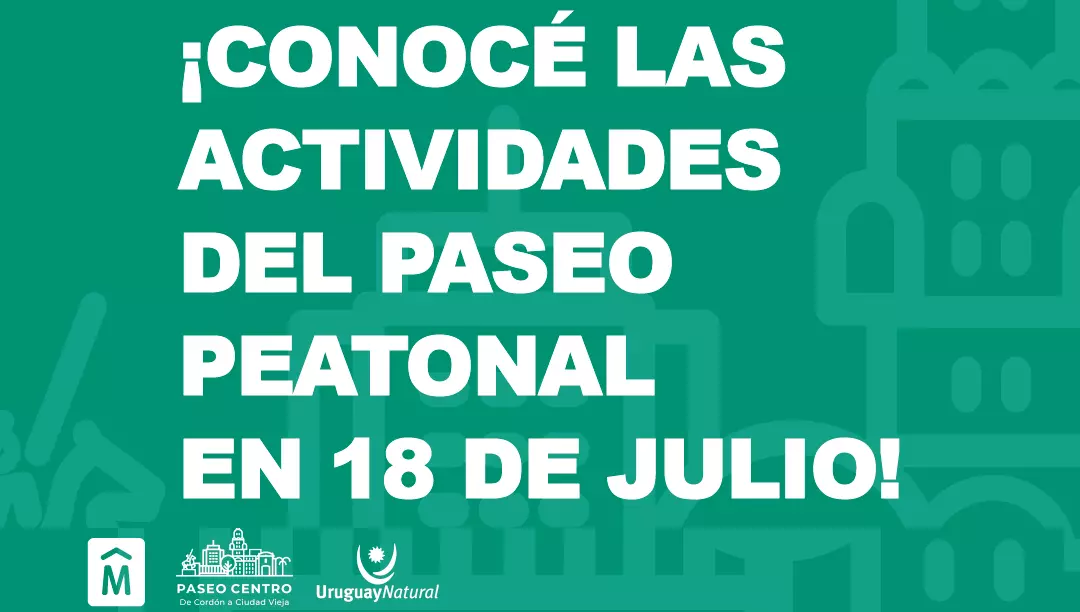 ¡CONOCÉ LAS
ACTIVIDADES
DEL PASEO
PEATONAL
EN 18 DE JULIO!
M
PASEO CENTRO
De Cordón a Ciudad Vieja
UruguayNatural